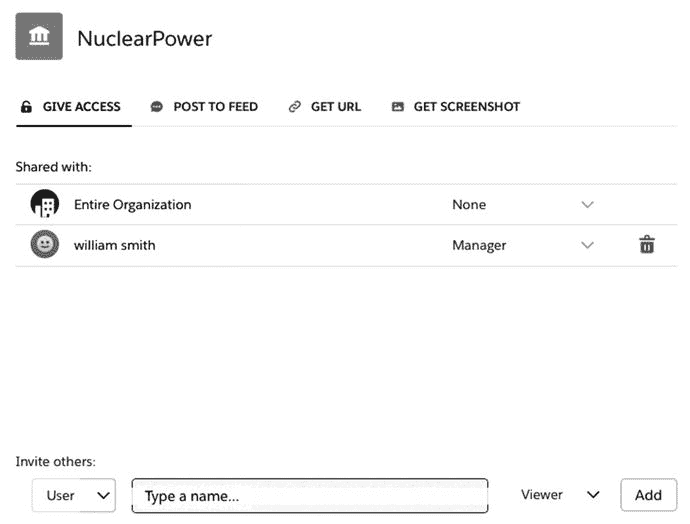 NuclearPower
GIVE ACCESS POST TO FEED GET URL GET SCREENSHOT
Shared with:
Entire Organization None
william smith Manager
Invite others:
User Type a name... Viewer Add